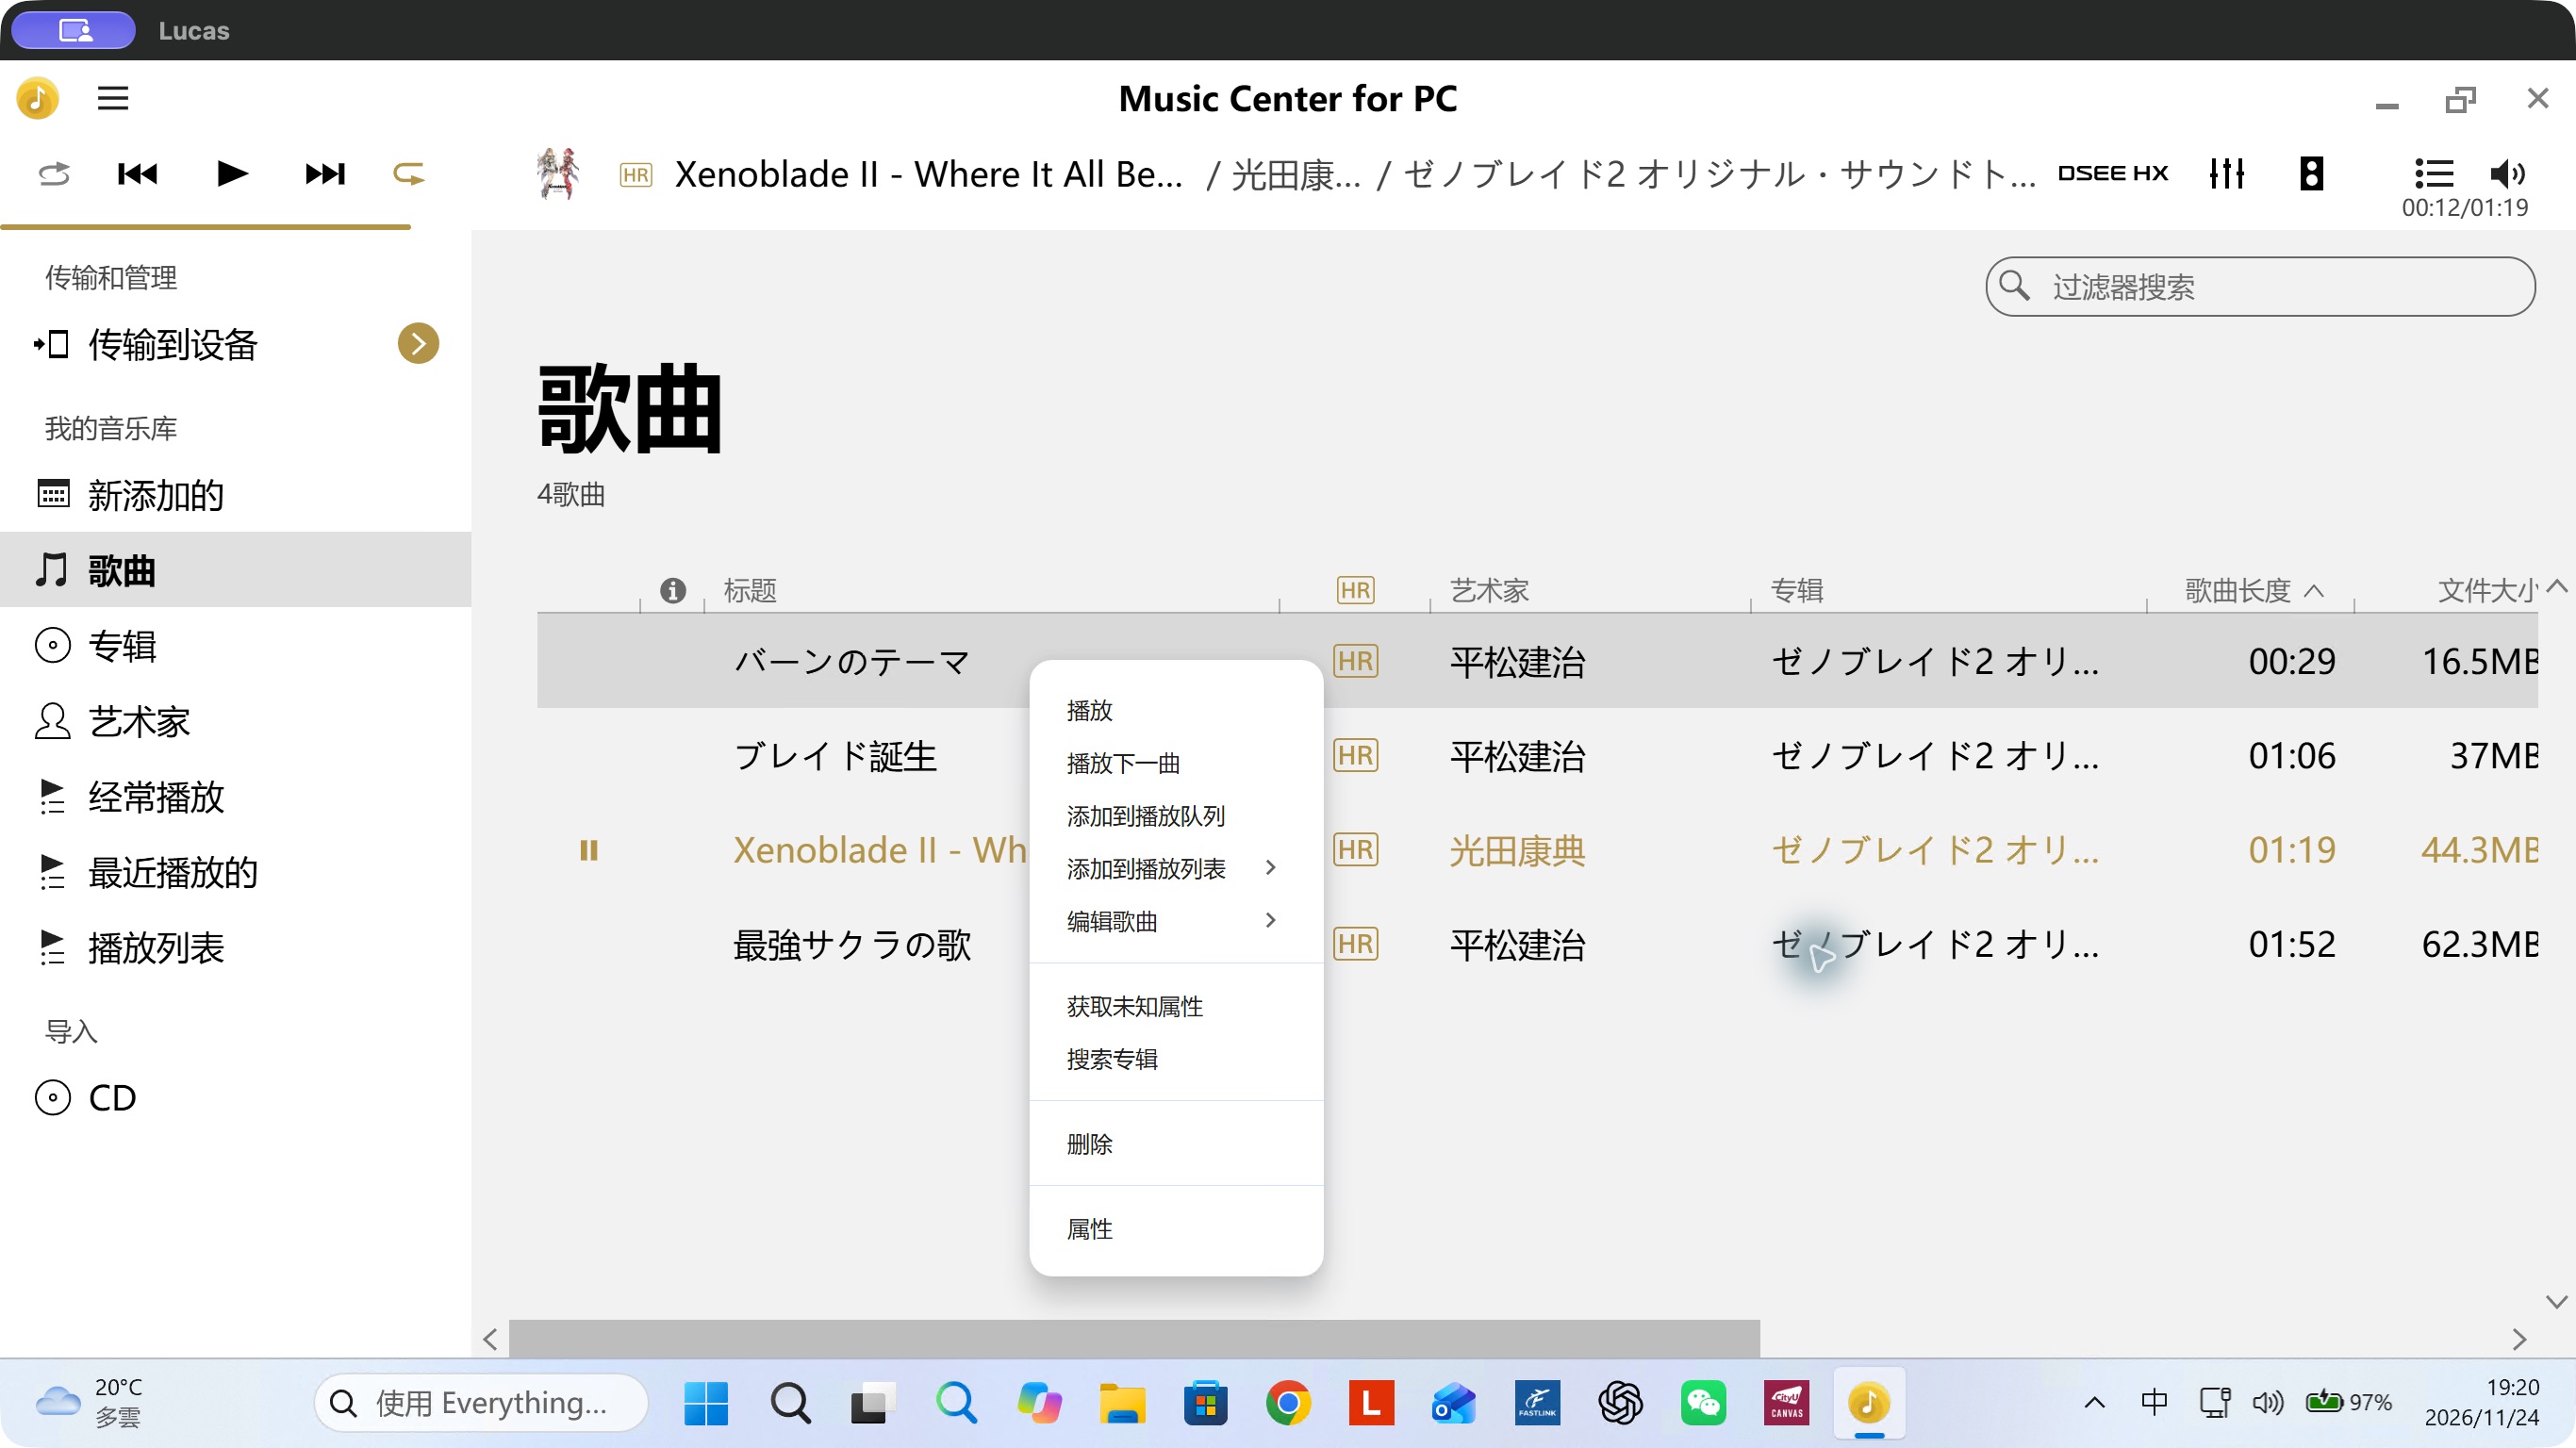 Lucas
Music Center for PC
HR Xenoblade II - Where It All Be... / 光田康... / ゼノブレイド2 オリジナル・サウンドト... DSEE HX
00:12/01:19
传输和管理
传输到设备
我的音乐库
新添加的
歌曲
专辑
艺术家
经常播放
最近播放的
播放列表
导入
CD
过滤器搜索
歌曲
4歌曲
标题 HR 艺术家 专辑 歌曲长度 文件大小
バーンのテーマ HR 平松建治 ゼノブレイド2 オリ... 00:29 16.5MB
ブレイド誕生 HR 平松建治 ゼノブレイド2 オリ... 01:06 37MB
Xenoblade II - Wh HR 光田康典 ゼノブレイド2 オリ... 01:19 44.3MB
最強サクラの歌 HR 平松建治 ゼノブレイド2 オリ... 01:52 62.3MB
播放
播放下一曲
添加到播放队列
添加到播放列表
编辑歌曲
获取未知属性
搜索专辑
删除
属性
20°C
多雲
使用 Everything...
L
O
FASTLINK
CityU
CANVAS
中
97%
19:20
2026/11/24